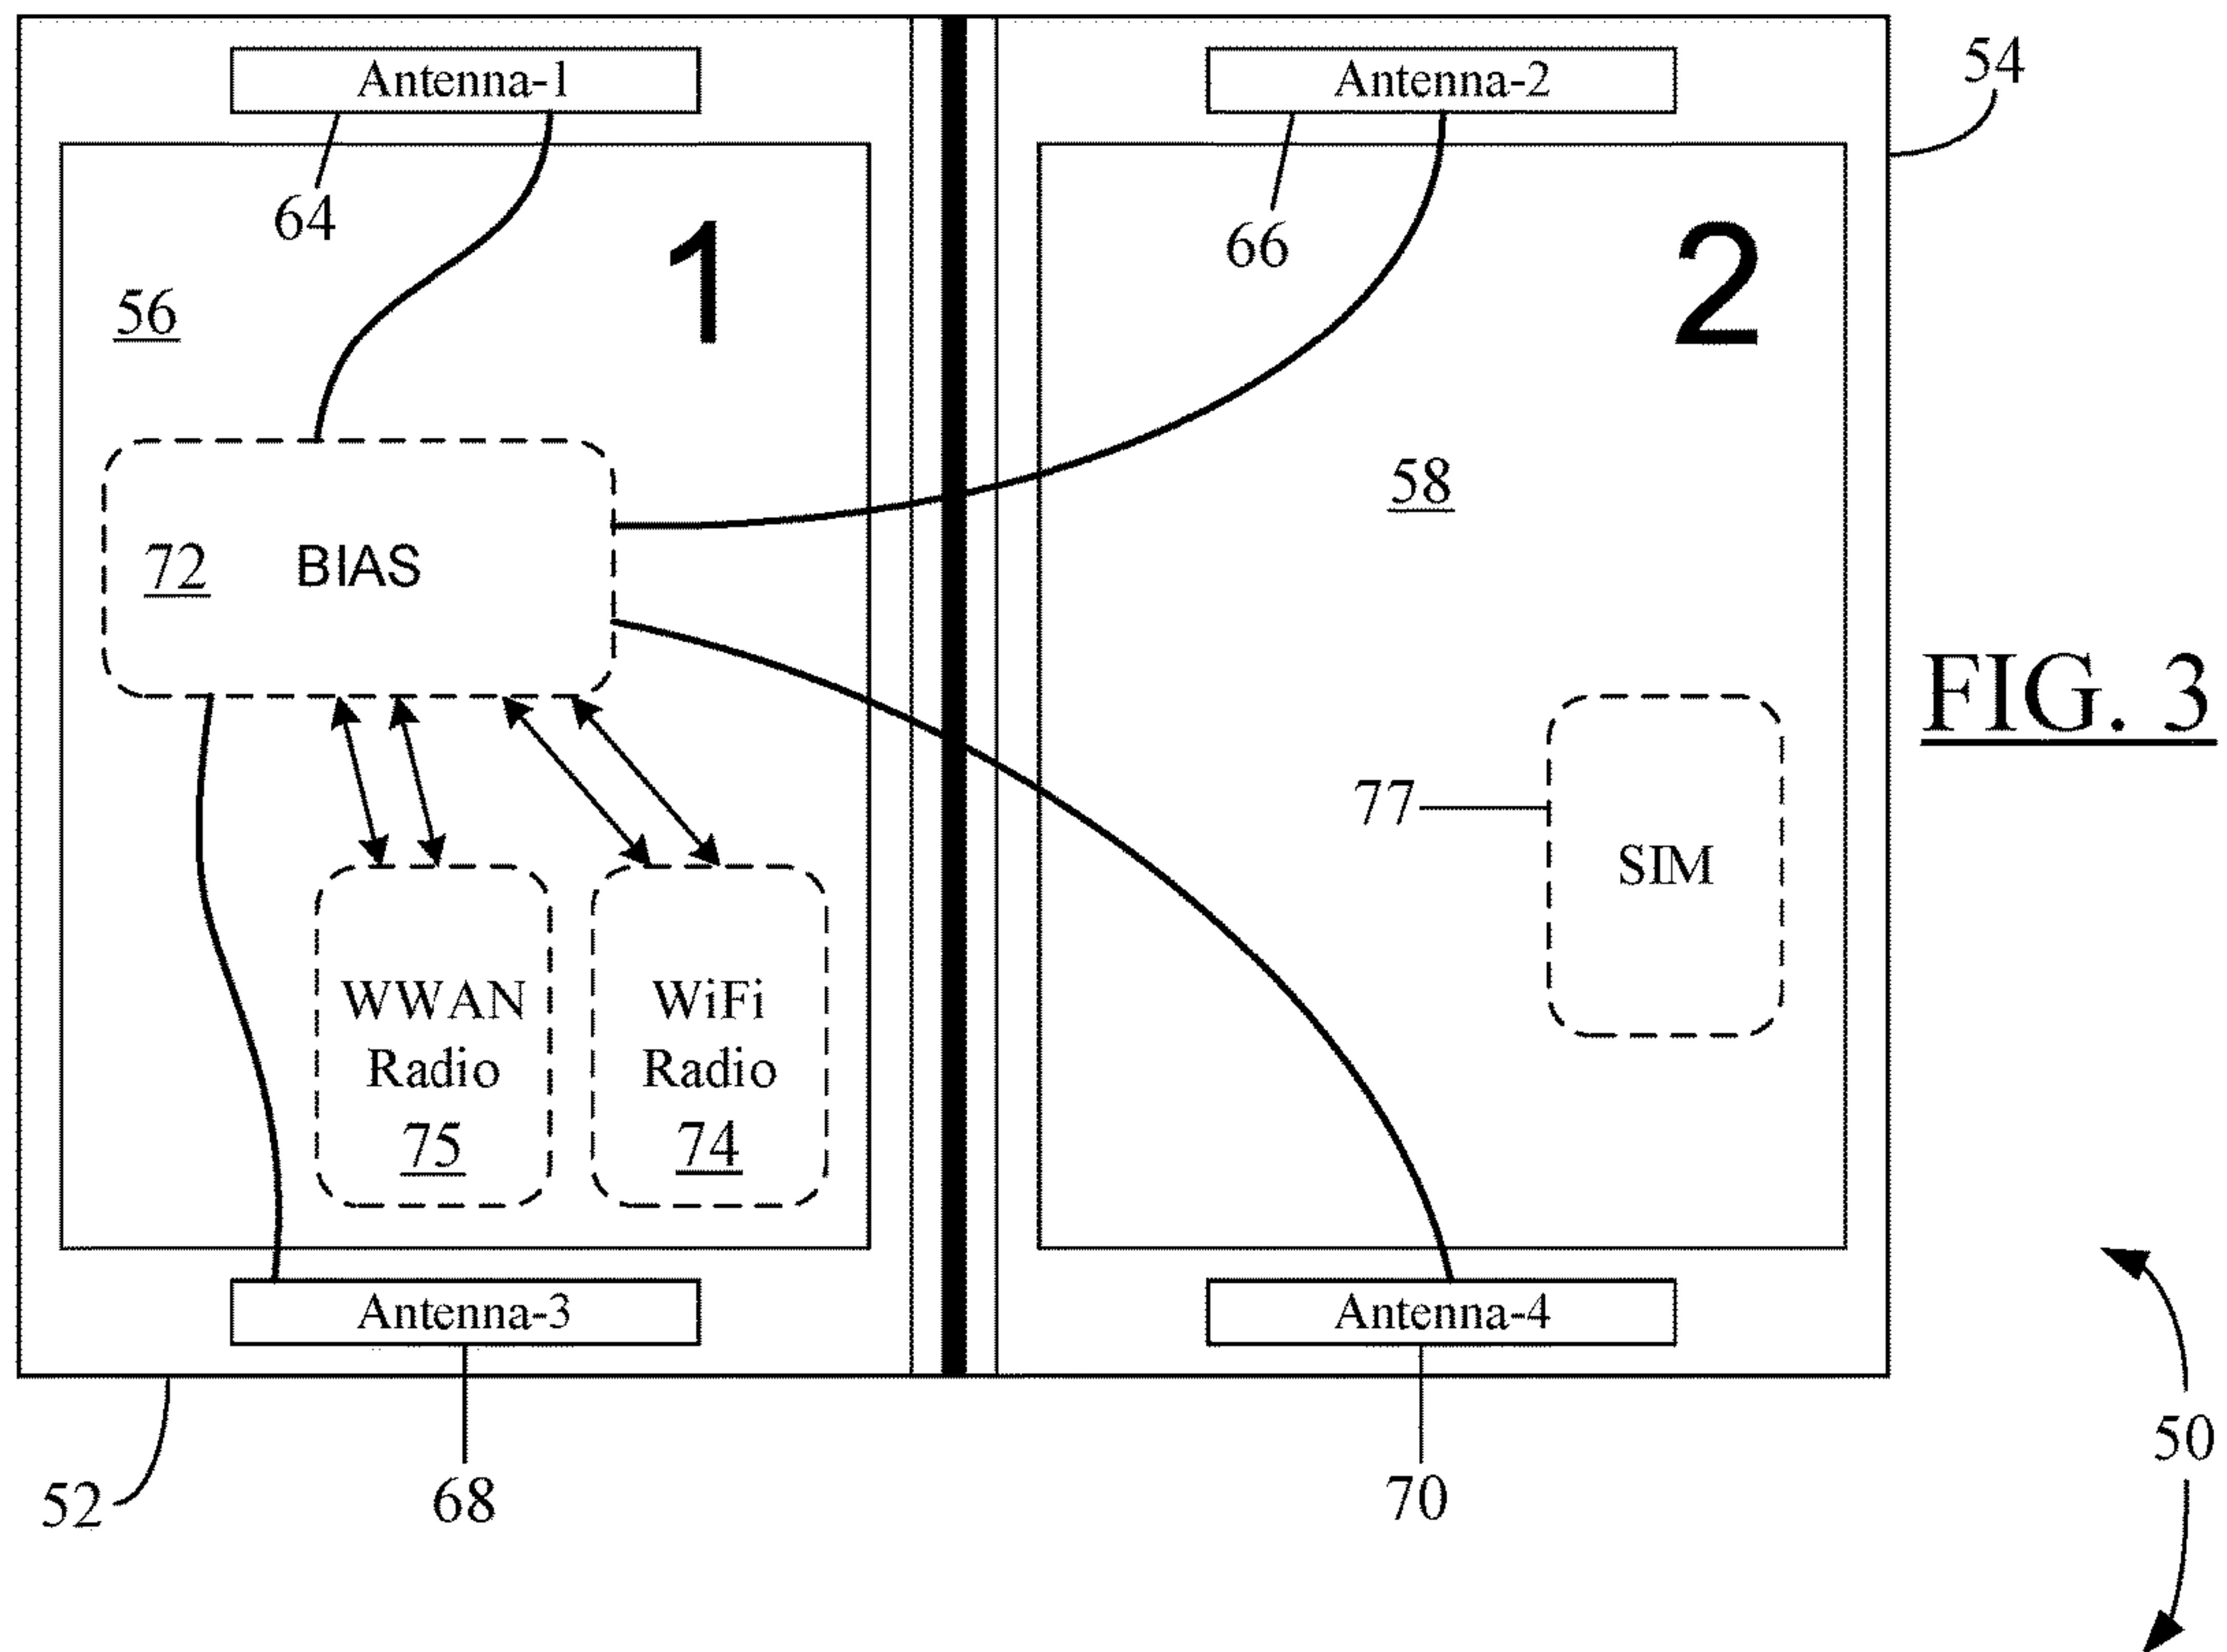 Antenna-1
Antenna-2
54
64
66
1
2
56
58
72 BIAS
FIG. 3
77
SIM
WWAN
Radio
75
WiFi
Radio
74
Antenna-3
Antenna-4
50
52
68
70